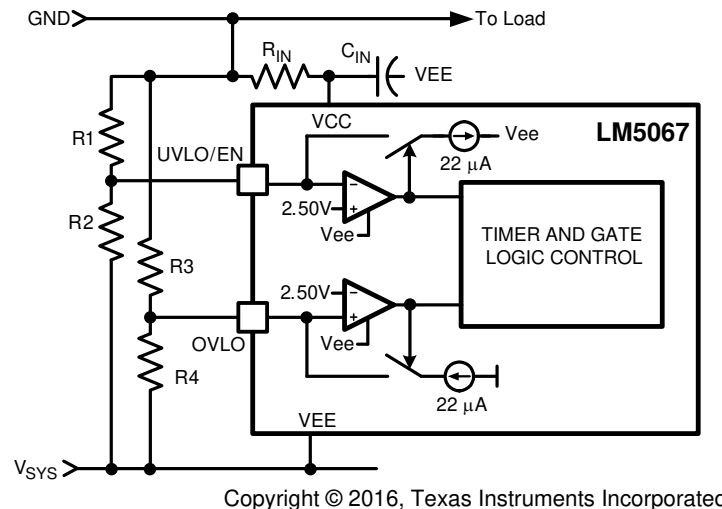 GND
To Load
RIN
CIN
VEE
VCC
LM5067
R1
UVLO/EN
Vee
22 μA
2.50V
Vee
R2
TIMER AND GATE
LOGIC CONTROL
R3
2.50V
OVLO
Vee
R4
22 μA
VEE
VSYS
Copyright © 2016, Texas Instruments Incorporated